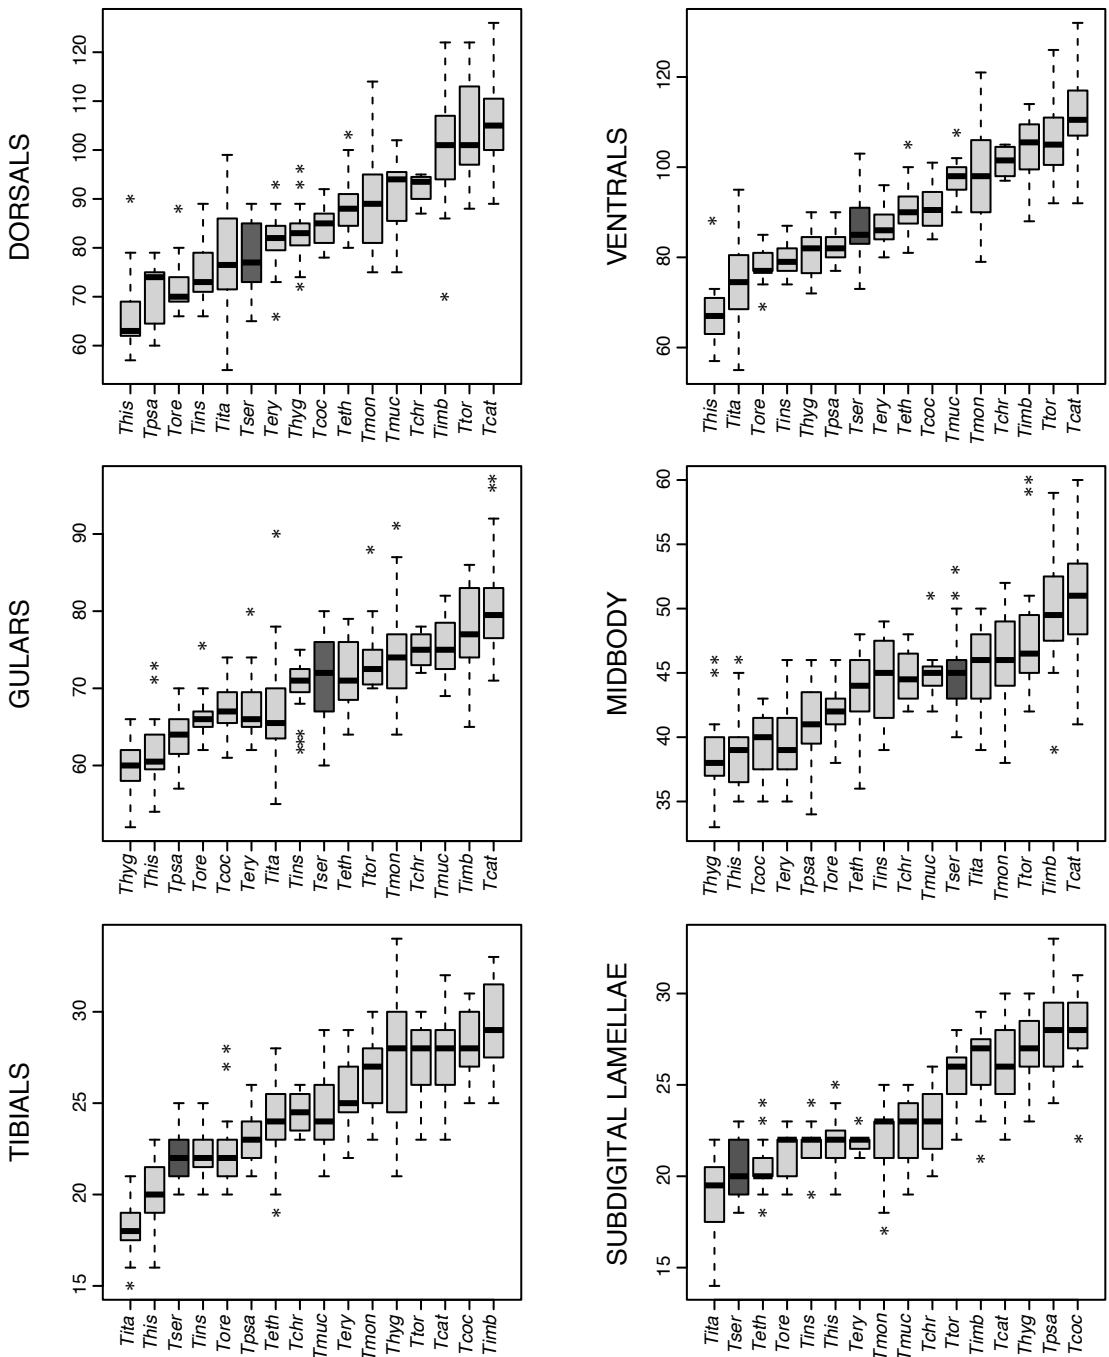 DORSALS
60 70 80 90 100 110 120
This Tpsa Tore Tins Tita Tser Tery Thyg Tcoc Teth Tmon Tmuc Tchr Timb Ttor Tcat
VENTRALS
60 80 100 120
This Tita Tore Tins Thyg Tpsa Tser Tery Teth Tcoc Tmuc Tmon Tchr Timb Ttor Tcat
GULARS
60 70 80 90
Thyg This Tpsa Tore Tcoc Tery Tita Tins Tser Teth Ttor Tmon Tchr Tmuc Timb Tcat
MIDBODY
35 40 45 50 55 60
Thyg This Tcoc Tery Tpsa Tore Teth Tins Tchr Tmuc Tser Tita Tmon Ttor Timb Tcat
TIBIALS
15 20 25 30
Tita This Tser Tins Tore Tpsa Teth Tchr Tmuc Tery Tmon Thyg Ttor Tcat Tcoc Timb
SUBDIGITAL LAMELLAE
15 20 25 30
Tita Tser Teth Tore Tins This Tery Tmon Tmuc Tchr Ttor Timb Tcat Thyg Tpsa Tcoc